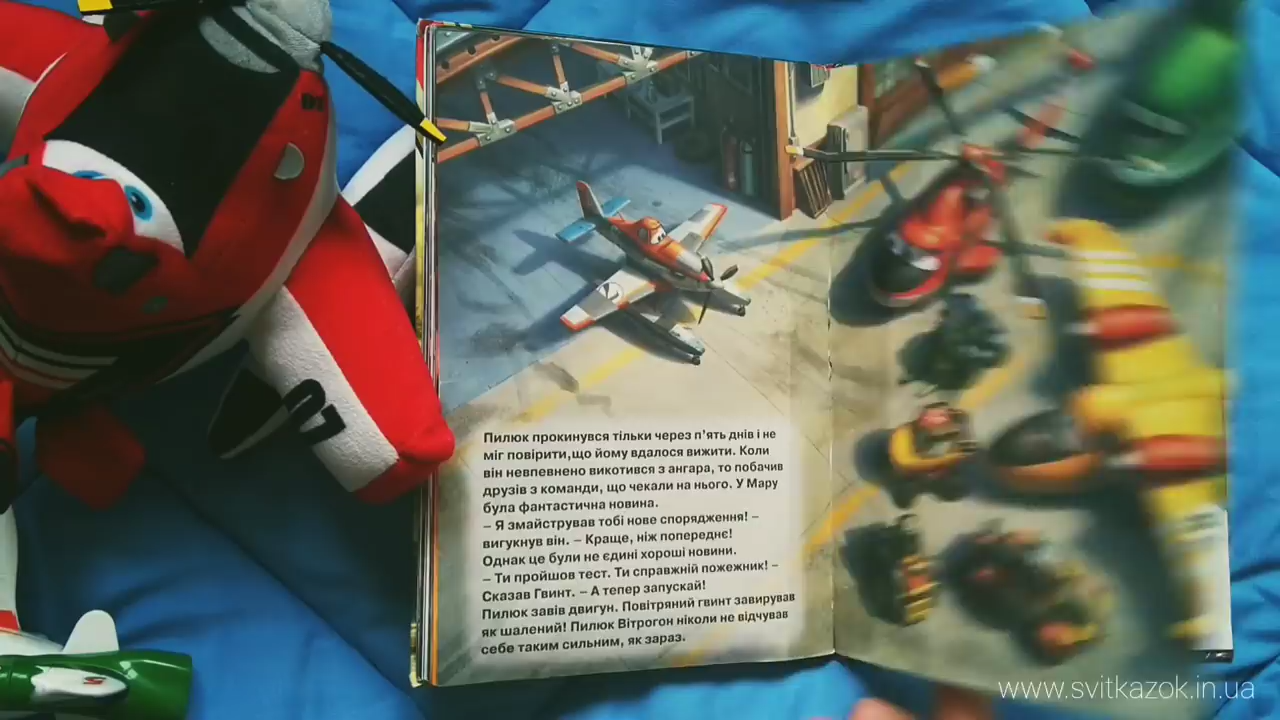 Пилюк прокинувся тільки через п'ять днів і не
міг повірити,що йому вдалося вижити. Коли
він невпевнено викотився з ангара, то побачив
друзів з команди, що чекали на нього. У Мару
була фантастична новина.
– Я змайстрував тобі нове спорядження! –
вигукнув він. – Краще, ніж попереднє!
Однак це були не єдині хороші новини.
– Ти пройшов тест. Ти справжній пожежник! –
Сказав Гвинт. – А тепер запускай!
Пилюк завів двигун. Повітряний гвинт завирував
як шалений! Пилюк Вітрогон ніколи не відчував
себе таким сильним, як зараз.
www.svitkazok.in.ua